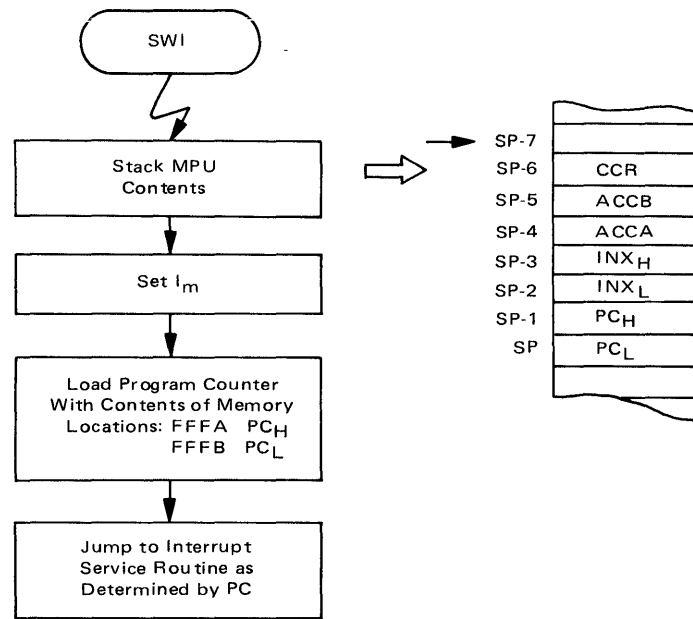 SWI
Stack MPU
Contents
Set Im
Load Program Counter
With Contents of Memory
Locations: FFFA PCH
FFFB PCL
Jump to Interrupt
Service Routine as
Determined by PC
SP-7
SP-6 CCR
SP-5 ACCB
SP-4 ACCA
SP-3 INXH
SP-2 INXL
SP-1 PCH
SP PCL